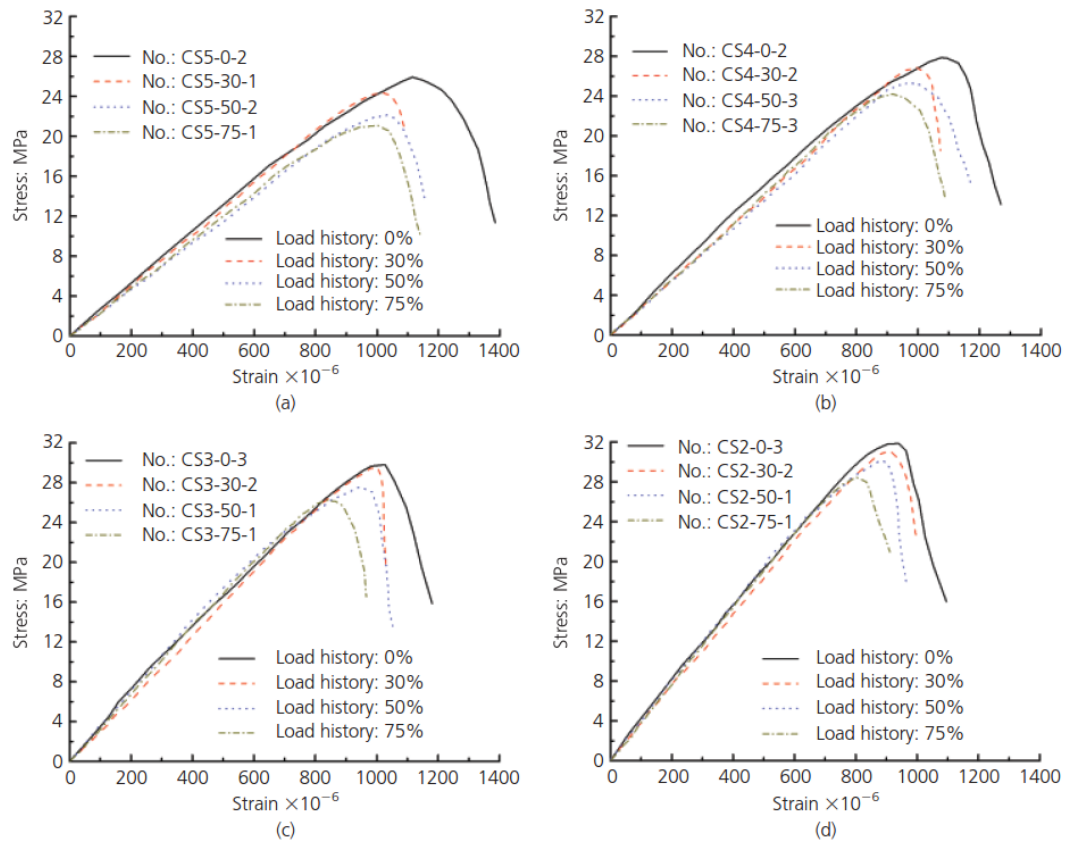 32
28
24
20
16
12
8
4
0
Stress: MPa
No.: CS5-0-2
No.: CS5-30-1
No.: CS5-50-2
No.: CS5-75-1
Load history: 0%
Load history: 30%
Load history: 50%
Load history: 75%
0 200 400 600 800 1000 1200 1400
Strain ×10⁻⁶
(a)
32
28
24
20
16
12
8
4
0
Stress: MPa
No.: CS4-0-2
No.: CS4-30-2
No.: CS4-50-3
No.: CS4-75-3
Load history: 0%
Load history: 30%
Load history: 50%
Load history: 75%
0 200 400 600 800 1000 1200 1400
Strain ×10⁻⁶
(b)
32
28
24
20
16
12
8
4
0
Stress: MPa
No.: CS3-0-3
No.: CS3-30-2
No.: CS3-50-1
No.: CS3-75-1
Load history: 0%
Load history: 30%
Load history: 50%
Load history: 75%
0 200 400 600 800 1000 1200 1400
Strain ×10⁻⁶
(c)
32
28
24
20
16
12
8
4
0
Stress: MPa
No.: CS2-0-3
No.: CS2-30-2
No.: CS2-50-1
No.: CS2-75-1
Load history: 0%
Load history: 30%
Load history: 50%
Load history: 75%
0 200 400 600 800 1000 1200 1400
Strain ×10⁻⁶
(d)